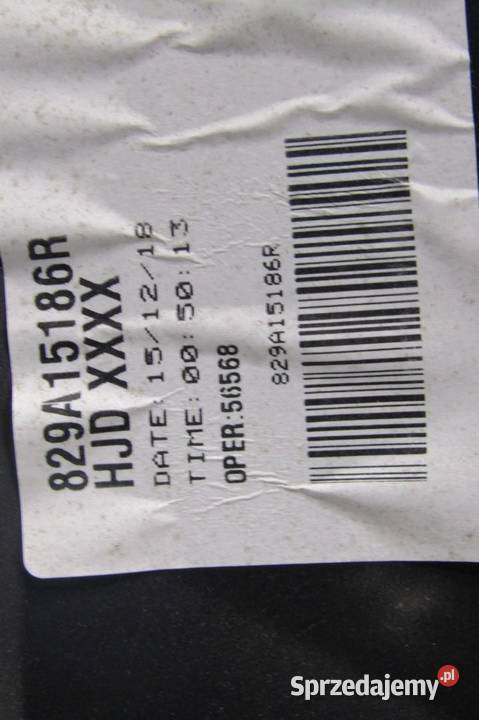 829A15186R
HJD XXXX
DATE:15/12/18
TIME:00:50:13
OPER:56568
829A15186R
Sprzedajemy.pl